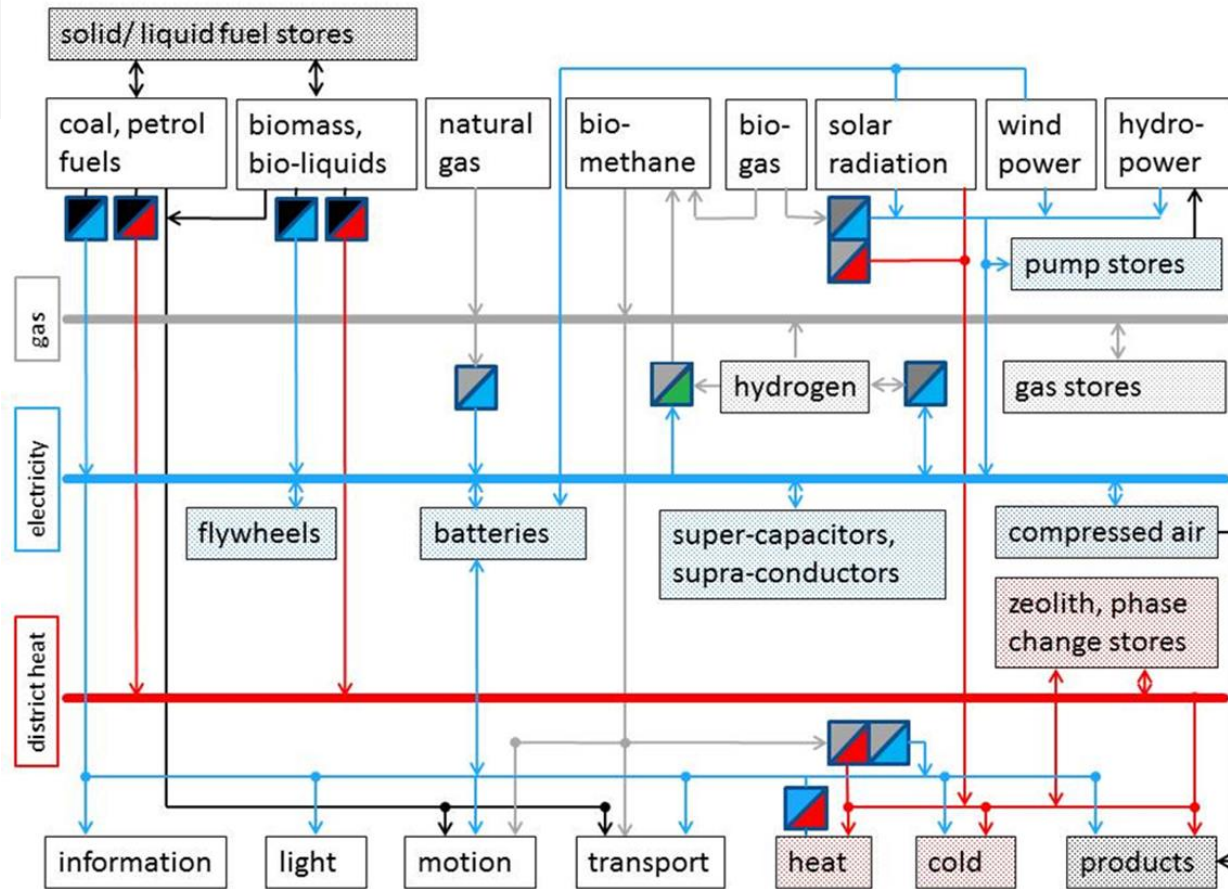 solid/ liquid fuel stores
coal, petrol
fuels
biomass,
bio-liquids
natural
gas
bio-
methane
bio-
gas
solar
radiation
wind
power
hydro-
power
pump stores
gas
hydrogen
gas stores
electricity
flywheels
batteries
super-capacitors,
supra-conductors
compressed air
zeolith, phase
change stores
district heat
information
light
motion
transport
heat
cold
products